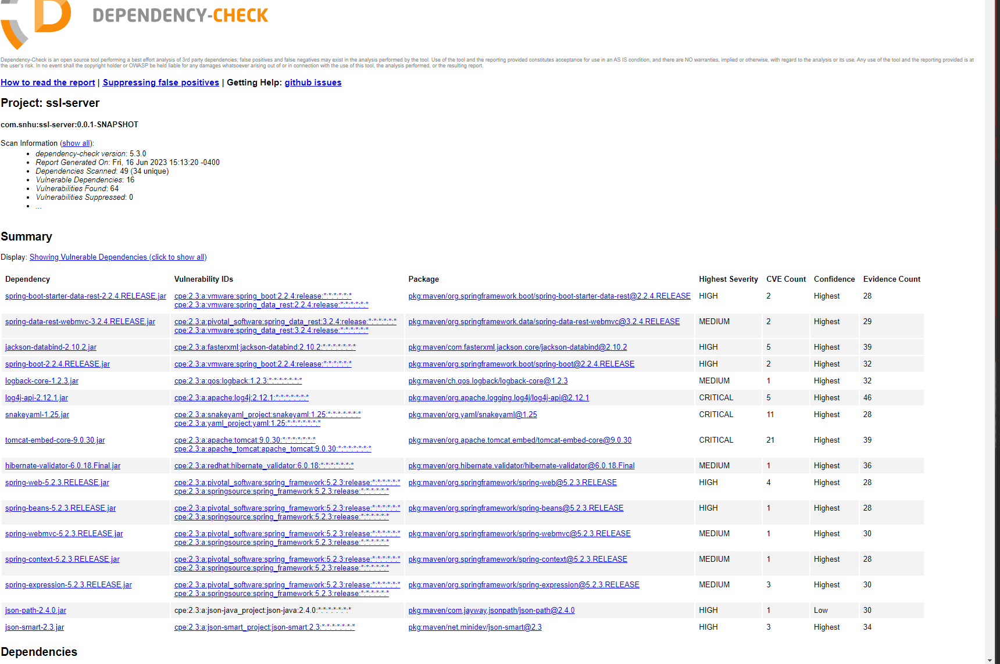 DEPENDENCY-CHECK
Dependency-Check is an open source tool performing a best effort analysis of 3rd party dependencies; false positives and false negatives may exist in the analysis performed by the tool. Use of the tool and the reporting provided constitutes acceptance for use in an AS IS condition, and there are NO warranties, implied or otherwise, with regard to the analysis or its use. Any use of the tool and the reporting provided is at
the user's risk. In no event shall the copyright holder or OWASP be held liable for any damages whatsoever arising out of or in connection with the use of this tool, the analysis performed, or the resulting report.
How to read the report | Suppressing false positives | Getting Help: github issues
Project: ssl-server
com.snhu:ssl-server:0.0.1-SNAPSHOT
Scan Information (show all):
• dependency-check version: 5.3.0
• Report Generated On: Fri, 16 Jun 2023 15:13:20 -0400
• Dependencies Scanned: 49 (34 unique)
• Vulnerable Dependencies: 16
• Vulnerabilities Found: 64
• Vulnerabilities Suppressed: 0
• ...
Summary
Display: Showing Vulnerable Dependencies (click to show all)
Dependency Vulnerability IDs Package Highest Severity CVE Count Confidence Evidence Count
spring-boot-starter-data-rest-2.2.4.RELEASE.jar cpe:2.3:a:vmware:spring_boot:2.2.4:release:*:*:*:*:*:* pkg:maven/org.springframework.boot/spring-boot-starter-data-rest@2.2.4.RELEASE HIGH 2 Highest 28
cpe:2.3:a:vmware:spring_data_rest:2.2.4:release:*:*:*:*:*:*
spring-data-rest-webmvc-3.2.4.RELEASE.jar cpe:2.3:a:pivotal_software:spring_data_rest:3.2.4:release:*:*:*:*:*:* pkg:maven/org.springframework.data/spring-data-rest-webmvc@3.2.4.RELEASE MEDIUM 2 Highest 29
cpe:2.3:a:vmware:spring_data_rest:3.2.4:release:*:*:*:*:*:*
jackson-databind-2.10.2.jar cpe:2.3:a:fasterxml:jackson-databind:2.10.2:*:*:*:*:*:*:* pkg:maven/com.fasterxml.jackson.core/jackson-databind@2.10.2 HIGH 5 Highest 39
spring-boot-2.2.4.RELEASE.jar cpe:2.3:a:vmware:spring_boot:2.2.4:release:*:*:*:*:*:* pkg:maven/org.springframework.boot/spring-boot@2.2.4.RELEASE HIGH 2 Highest 32
logback-core-1.2.3.jar cpe:2.3:a:qos:logback:1.2.3:*:*:*:*:*:*:* pkg:maven/ch.qos.logback/logback-core@1.2.3 MEDIUM 1 Highest 32
log4j-api-2.12.1.jar cpe:2.3:a:apache:log4j:2.12.1:*:*:*:*:*:*:* pkg:maven/org.apache.logging.log4j/log4j-api@2.12.1 CRITICAL 5 Highest 46
snakeyaml-1.25.jar cpe:2.3:a:snakeyaml_project:snakeyaml:1.25:*:*:*:*:*:*:* pkg:maven/org.yaml/snakeyaml@1.25 CRITICAL 11 Highest 28
cpe:2.3:a:yaml_project:yaml:1.25:*:*:*:*:*:*:*
tomcat-embed-core-9.0.30.jar cpe:2.3:a:apache:tomcat:9.0.30:*:*:*:*:*:*:* pkg:maven/org.apache.tomcat.embed/tomcat-embed-core@9.0.30 CRITICAL 21 Highest 39
cpe:2.3:a:apache_tomcat:apache_tomcat:9.0.30:*:*:*:*:*:*:*
hibernate-validator-6.0.18.Final.jar cpe:2.3:a:redhat:hibernate_validator:6.0.18:*:*:*:*:*:*:* pkg:maven/org.hibernate.validator/hibernate-validator@6.0.18.Final MEDIUM 1 Highest 36
spring-web-5.2.3.RELEASE.jar cpe:2.3:a:pivotal_software:spring_framework:5.2.3:release:*:*:*:*:*:* pkg:maven/org.springframework/spring-web@5.2.3.RELEASE HIGH 4 Highest 28
cpe:2.3:a:springsource:spring_framework:5.2.3:release:*:*:*:*:*:*
spring-beans-5.2.3.RELEASE.jar cpe:2.3:a:pivotal_software:spring_framework:5.2.3:release:*:*:*:*:*:* pkg:maven/org.springframework/spring-beans@5.2.3.RELEASE HIGH 1 Highest 28
cpe:2.3:a:springsource:spring_framework:5.2.3:release:*:*:*:*:*:*
spring-webmvc-5.2.3.RELEASE.jar cpe:2.3:a:pivotal_software:spring_framework:5.2.3:release:*:*:*:*:*:* pkg:maven/org.springframework/spring-webmvc@5.2.3.RELEASE MEDIUM 1 Highest 30
cpe:2.3:a:springsource:spring_framework:5.2.3:release:*:*:*:*:*:*
spring-context-5.2.3.RELEASE.jar cpe:2.3:a:pivotal_software:spring_framework:5.2.3:release:*:*:*:*:*:* pkg:maven/org.springframework/spring-context@5.2.3.RELEASE MEDIUM 1 Highest 28
cpe:2.3:a:springsource:spring_framework:5.2.3:release:*:*:*:*:*:*
spring-expression-5.2.3.RELEASE.jar cpe:2.3:a:pivotal_software:spring_framework:5.2.3:release:*:*:*:*:*:* pkg:maven/org.springframework/spring-expression@5.2.3.RELEASE MEDIUM 3 Highest 30
cpe:2.3:a:springsource:spring_framework:5.2.3:release:*:*:*:*:*:*
json-path-2.4.0.jar cpe:2.3:a:json-java_project:json-java:2.4.0:*:*:*:*:*:*:* pkg:maven/com.jayway.jsonpath/json-path@2.4.0 HIGH 1 Low 30
json-smart-2.3.jar cpe:2.3:a:json-smart_project:json-smart:2.3:*:*:*:*:*:*:* pkg:maven/net.minidev/json-smart@2.3 HIGH 3 Highest 34
Dependencies